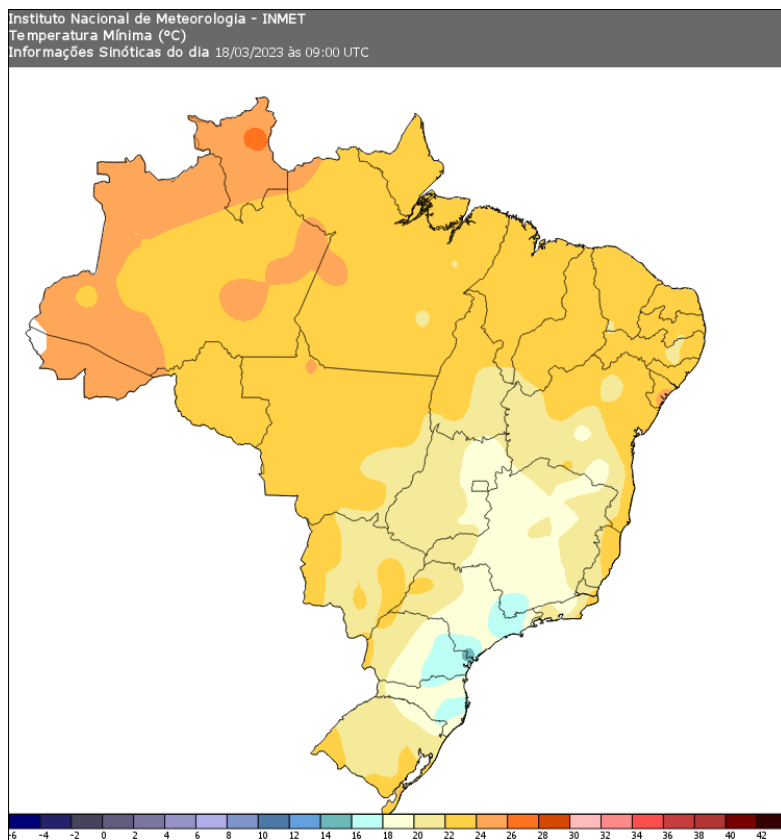 Instituto Nacional de Meteorologia - INMET
Temperatura Mínima (ºC)
Informações Sinóticas do dia 18/03/2023 às 09:00 UTC
-6 -4 -2 0 2 4 6 8 10 12 14 16 18 20 22 24 26 28 30 32 34 36 38 40 42